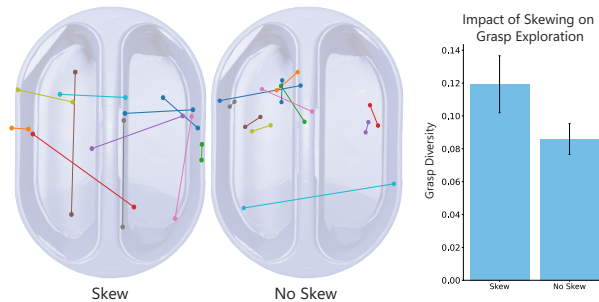 Skew
No Skew
Impact of Skewing on
Grasp Exploration
Grasp Diversity
0.14
0.12
0.10
0.08
0.06
0.04
0.02
0.00
Skew
No Skew